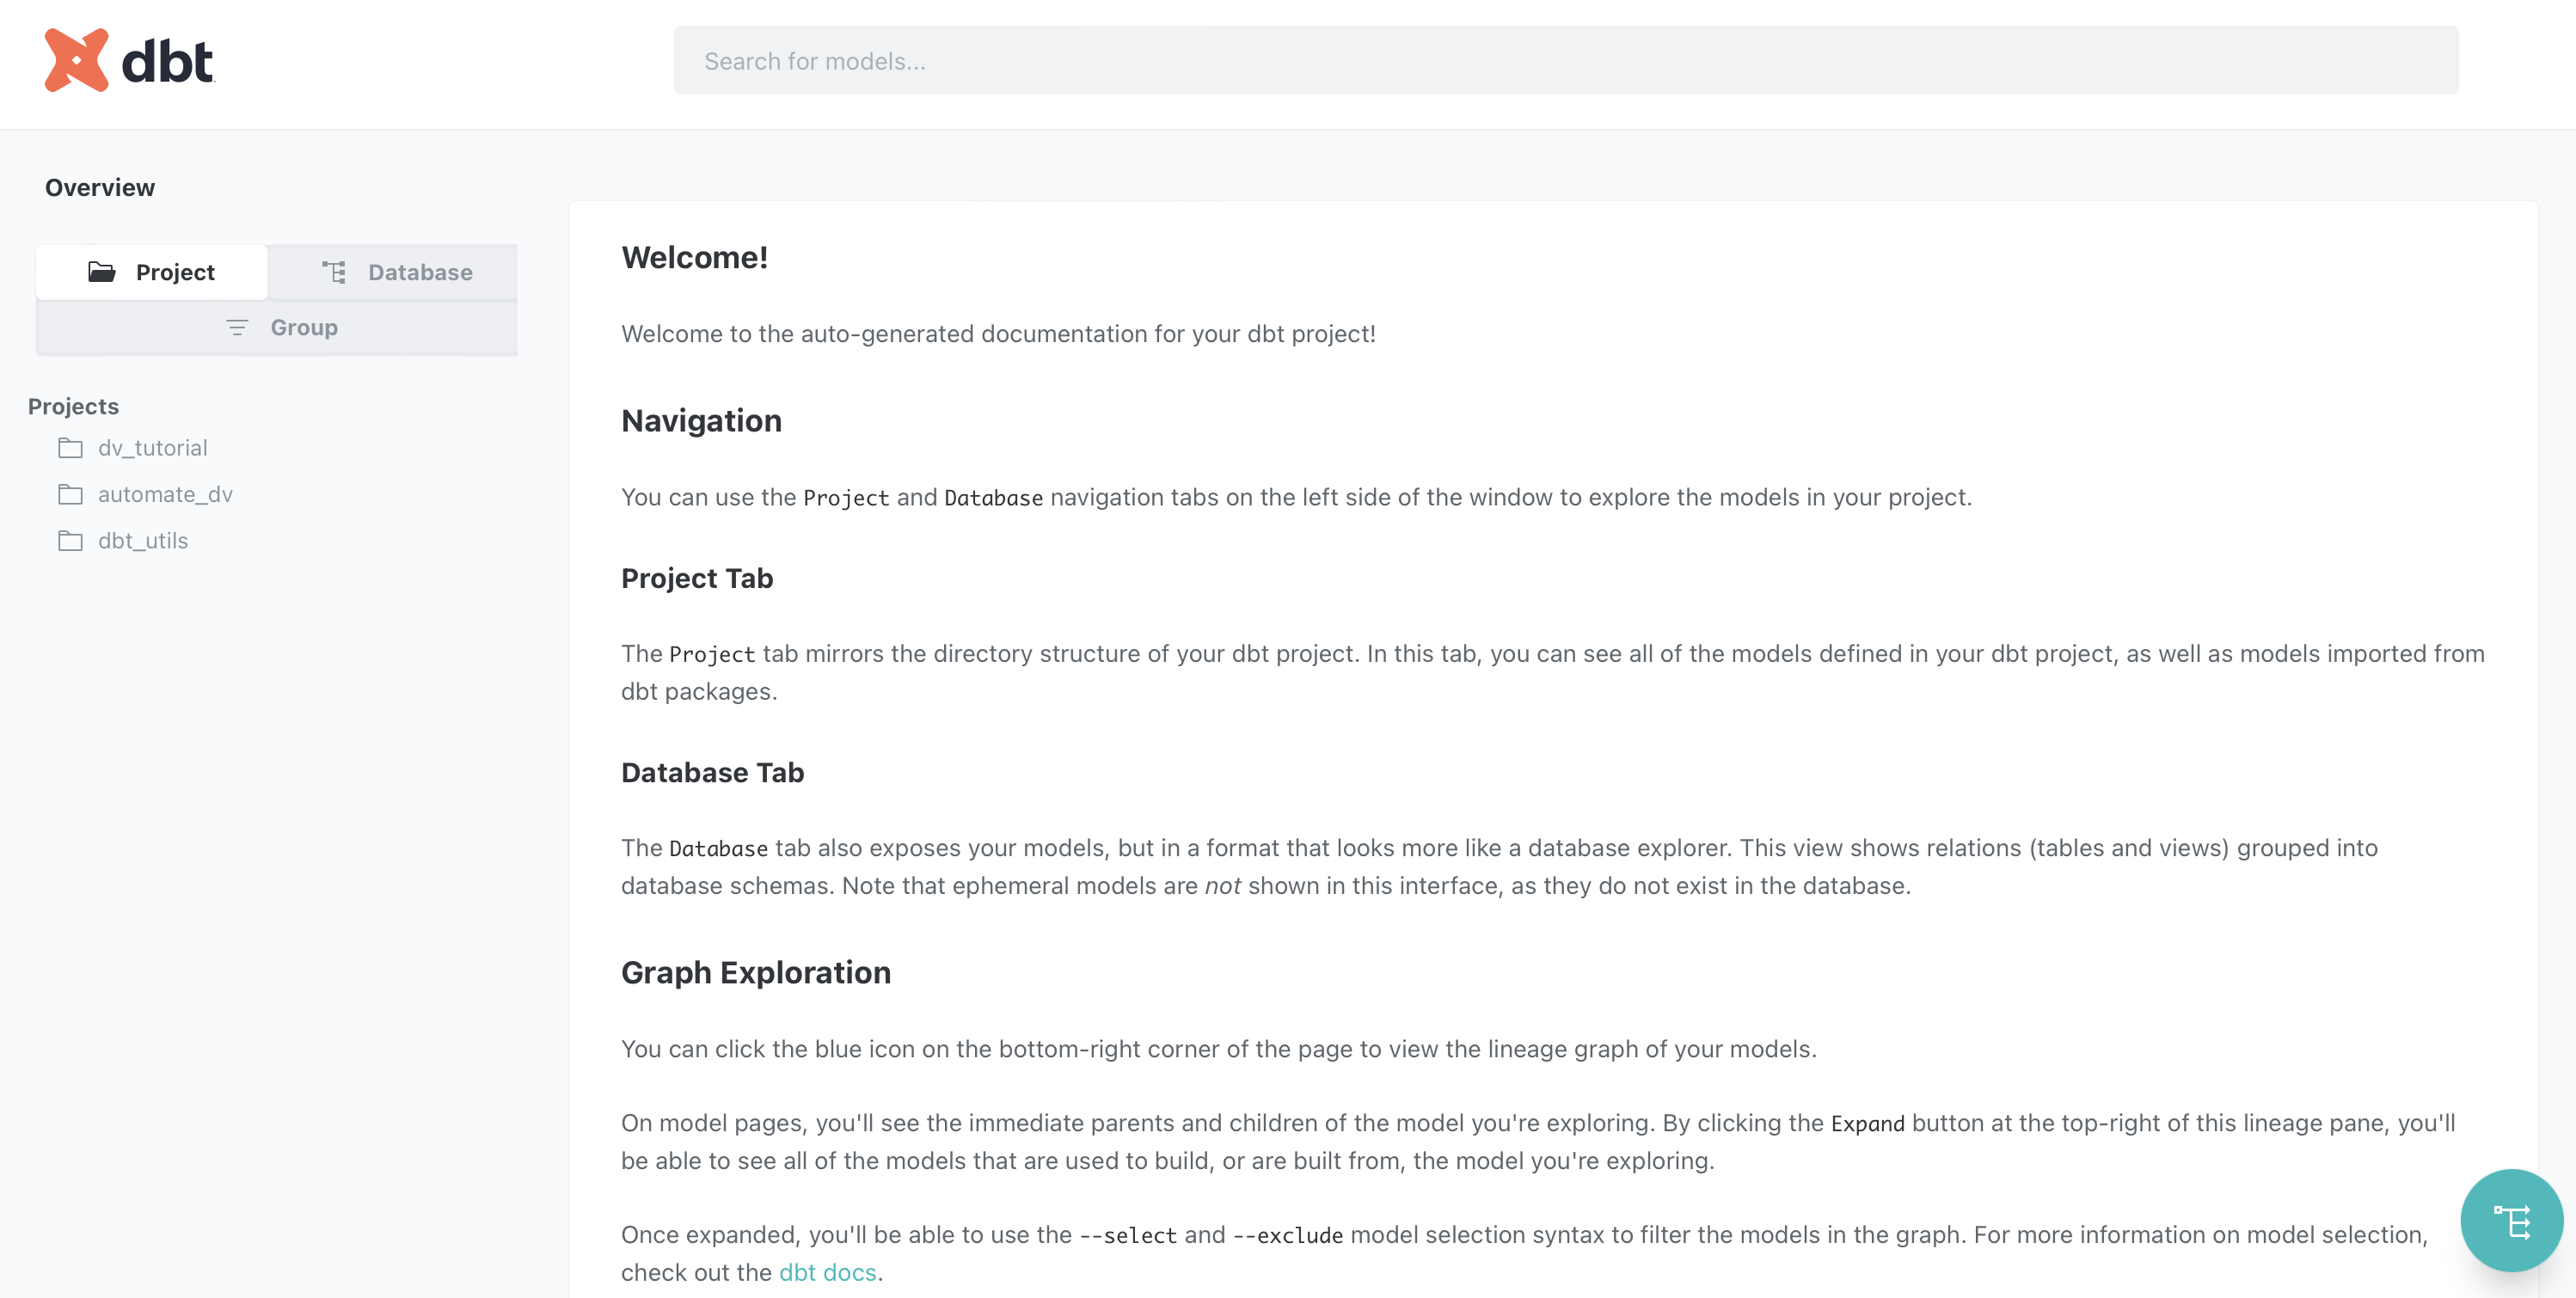 dbt
Search for models...
Overview
Project
Database
Group
Projects
dv_tutorial
automate_dv
dbt_utils
Welcome!
Welcome to the auto-generated documentation for your dbt project!
Navigation
You can use the Project and Database navigation tabs on the left side of the window to explore the models in your project.
Project Tab
The Project tab mirrors the directory structure of your dbt project. In this tab, you can see all of the models defined in your dbt project, as well as models imported from
dbt packages.
Database Tab
The Database tab also exposes your models, but in a format that looks more like a database explorer. This view shows relations (tables and views) grouped into
database schemas. Note that ephemeral models are not shown in this interface, as they do not exist in the database.
Graph Exploration
You can click the blue icon on the bottom-right corner of the page to view the lineage graph of your models.
On model pages, you'll see the immediate parents and children of the model you're exploring. By clicking the Expand button at the top-right of this lineage pane, you'll
be able to see all of the models that are used to build, or are built from, the model you're exploring.
Once expanded, you'll be able to use the --select and --exclude model selection syntax to filter the models in the graph. For more information on model selection,
check out the dbt docs.